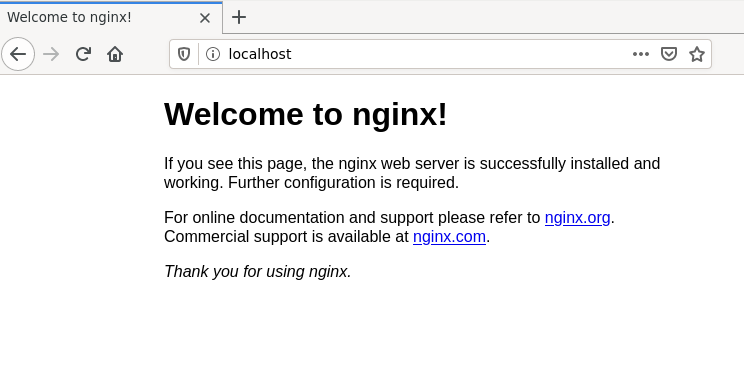 Welcome to nginx!
localhost
Welcome to nginx!
If you see this page, the nginx web server is successfully installed and
working. Further configuration is required.
For online documentation and support please refer to nginx.org.
Commercial support is available at nginx.com.
Thank you for using nginx.